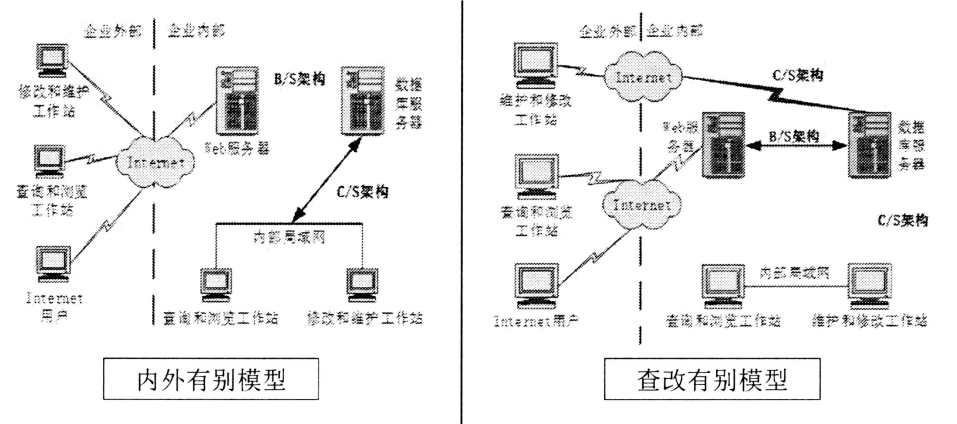 企业外部 企业内部
修改和维护
工作站
B/S架构
数据
库服
务器
Web服务器
Internet
查询和浏览
工作站
C/S架构
内部局域网
Internet
用户
查询和浏览工作站
修改和维护工作站
内外有别模型
企业外部 企业内部
Internet
C/S架构
维护和修改
工作站
Web服
务器
B/S架构
数据
库服
务器
查询和浏览
工作站
Internet
C/S架构
内部局域网
Internet用户
查询和浏览工作站
维护和修改工作站
查改有别模型